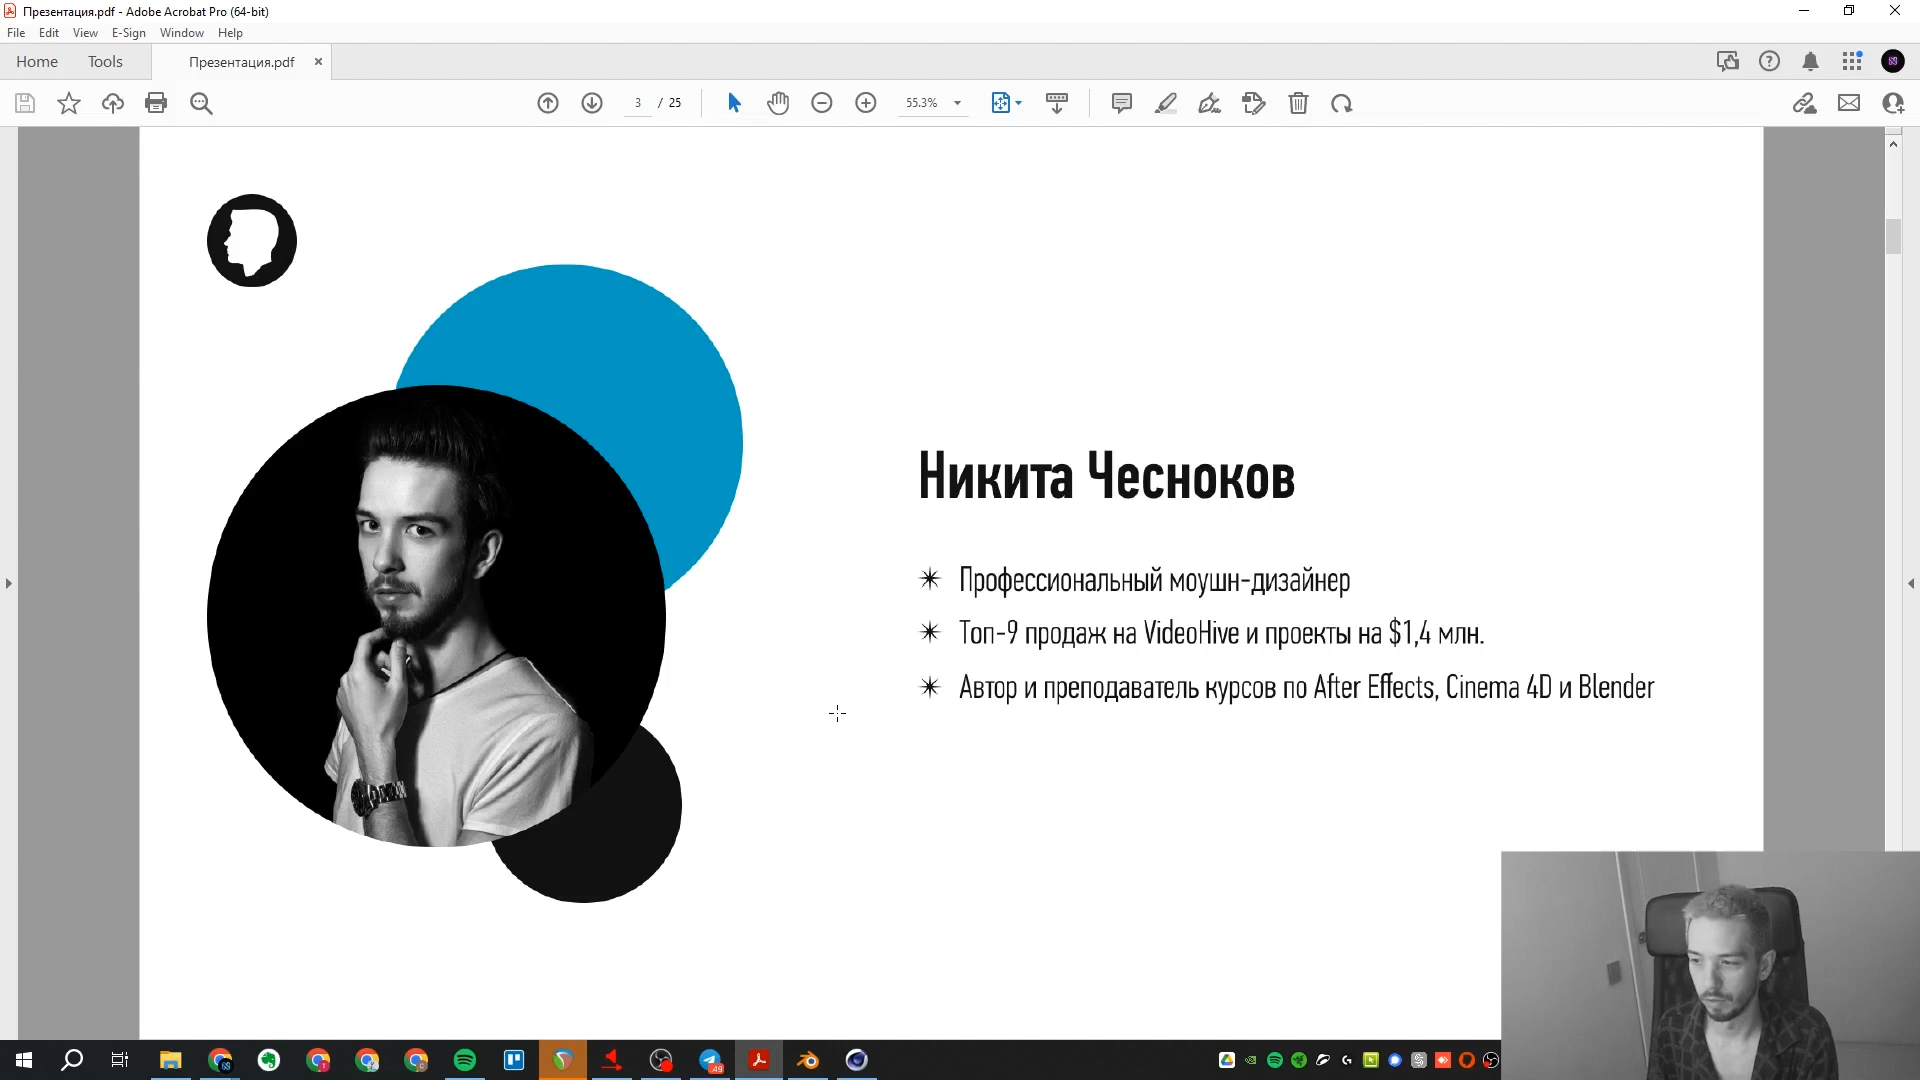 Презентация.pdf - Adobe Acrobat Pro (64-bit)
File Edit View E-Sign Window Help
Home Tools Презентация.pdf
3 / 25 55.3%
Никита Чесноков
Профессиональный моушн-дизайнер
Топ-9 продаж на VideoHive и проекты на $1,4 млн.
Автор и преподаватель курсов по After Effects, Cinema 4D и Blender
49